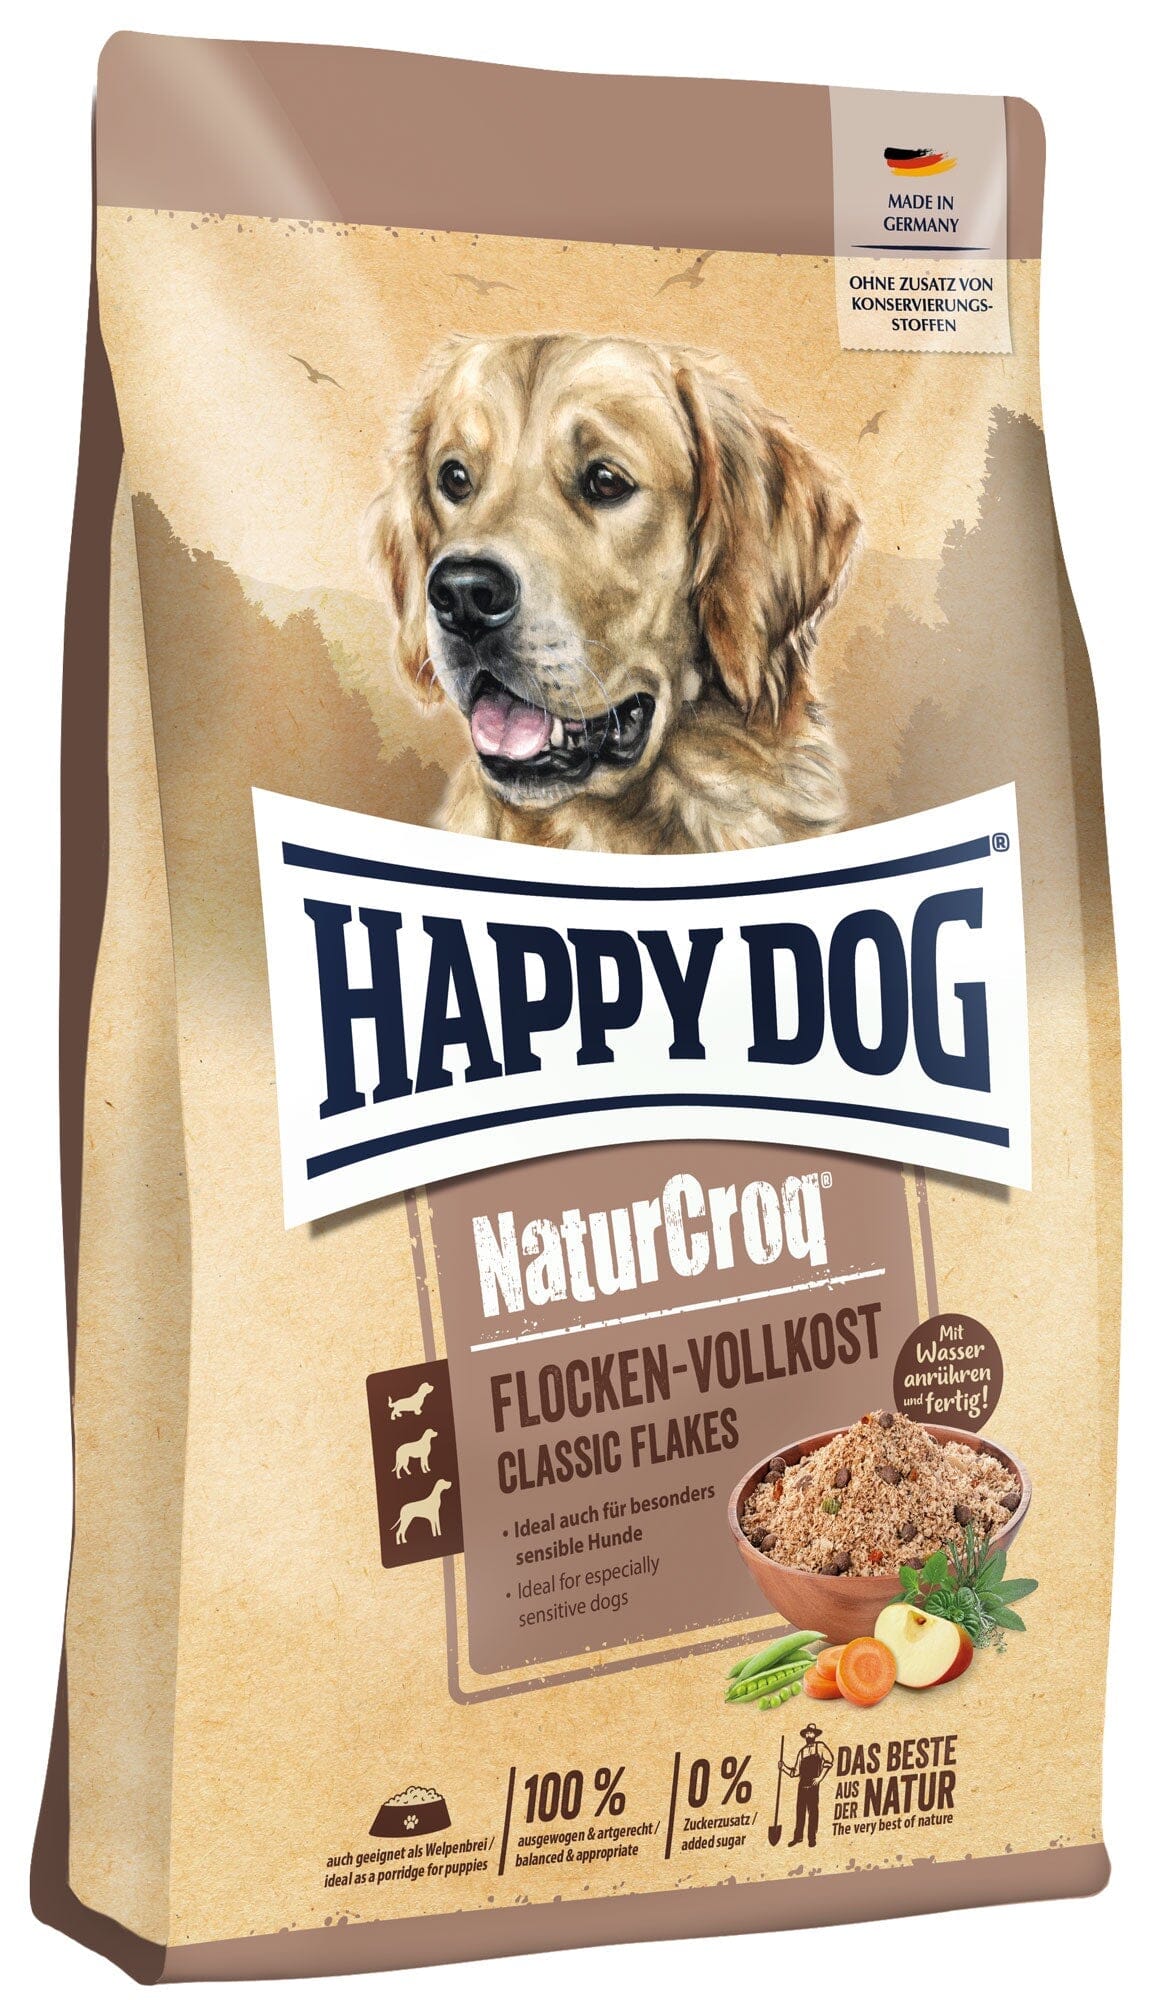 MADE IN
GERMANY
OHNE ZUSATZ VON
KONSERVIERUNGS-
STOFFEN
HAPPY DOG®
NaturCroq®
FLOCKEN-VOLLKOST
CLASSIC FLAKES
Mit
Wasser
anrühren
und fertig!
• Ideal auch für besonders
sensible Hunde
• Ideal for especially
sensitive dogs
auch geeignet als Welpenbrei/
ideal as a porridge for puppies
100 %
ausgewogen & artgerecht/
balanced & appropriate
0 %
Zuckerzusatz/
added sugar
DAS BESTE
AUS
DER NATUR
The very best of nature